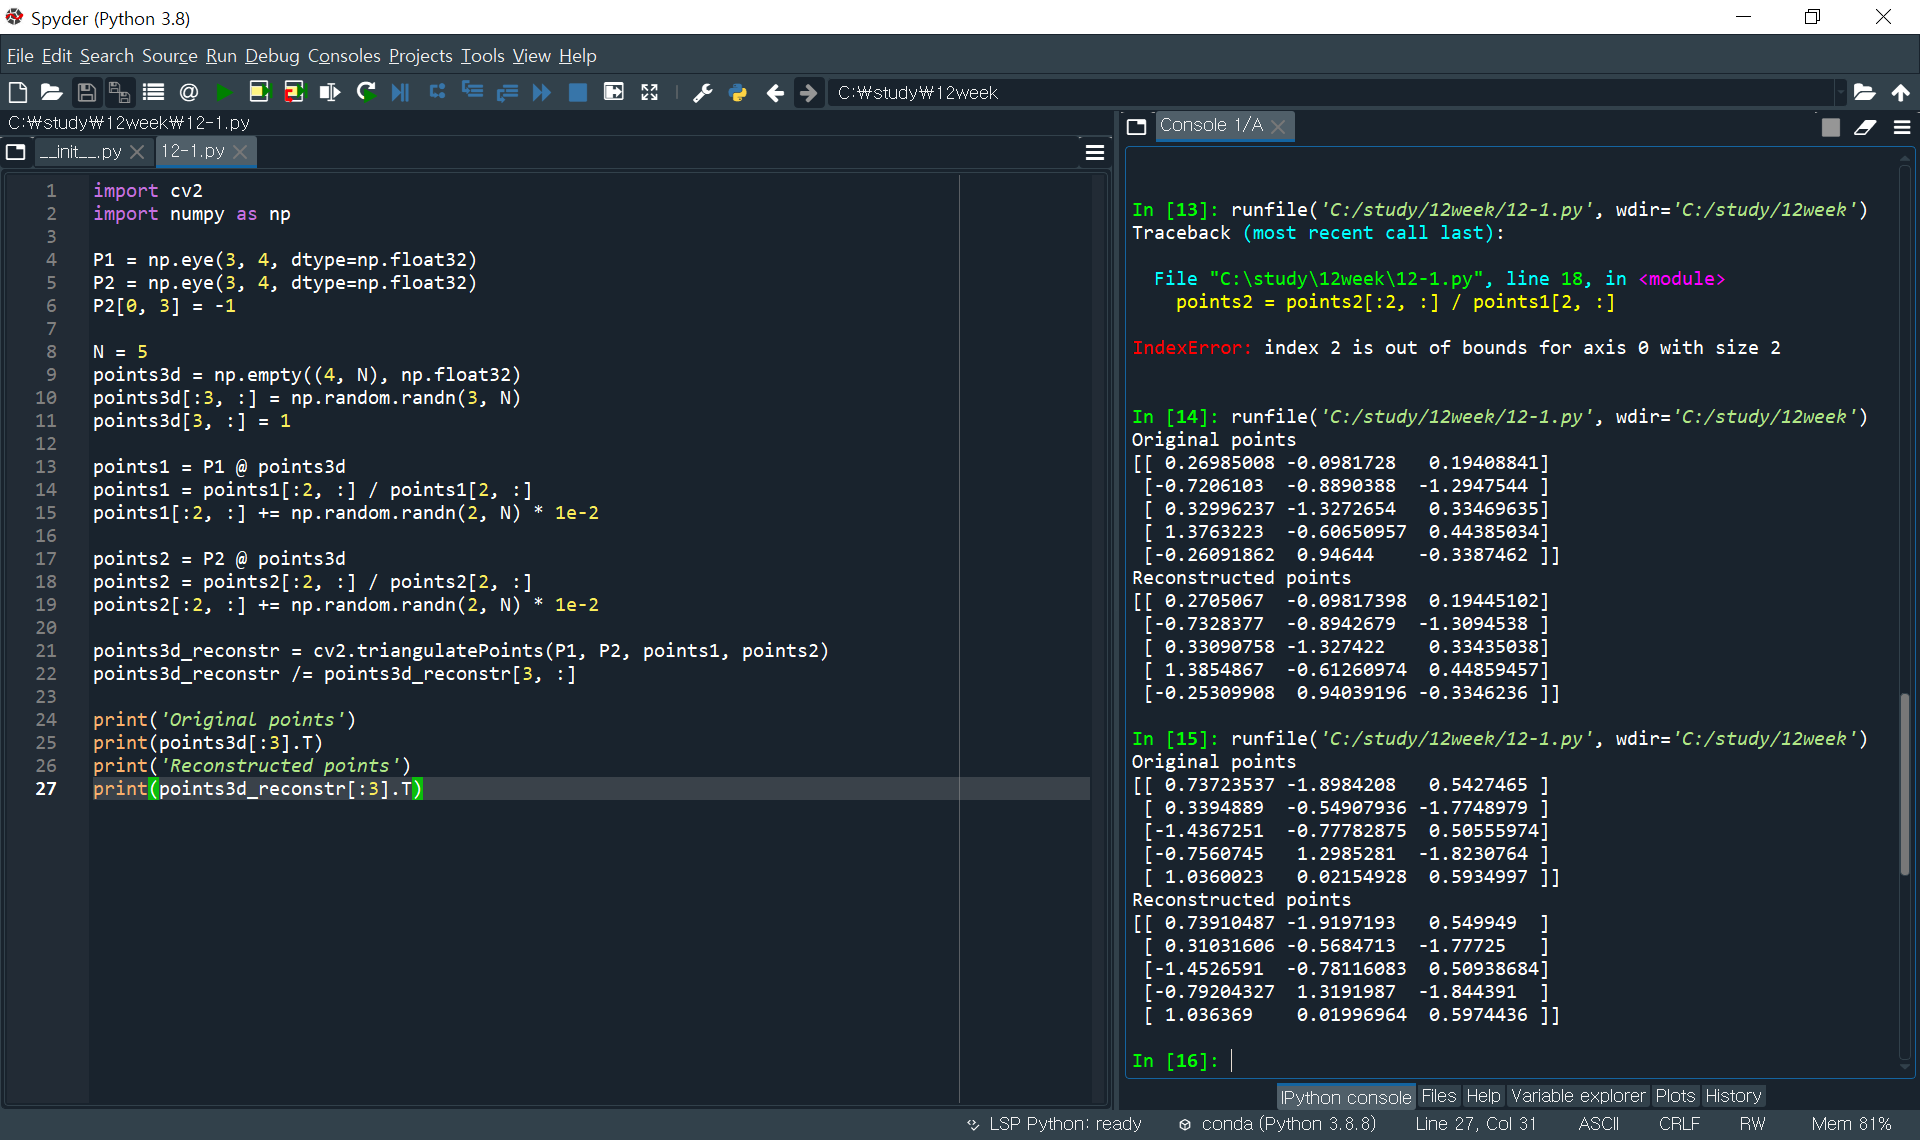 Spyder (Python 3.8)
File Edit Search Source Run Debug Consoles Projects Tools View Help
C:₩study₩12week
C:₩study₩12week₩12-1.py
__init__.py
12-1.py
1 import cv2
2 import numpy as np
3
4 P1 = np.eye(3, 4, dtype=np.float32)
5 P2 = np.eye(3, 4, dtype=np.float32)
6 P2[0, 3] = -1
7
8 N = 5
9 points3d = np.empty((4, N), np.float32)
10 points3d[:3, :] = np.random.randn(3, N)
11 points3d[3, :] = 1
12
13 points1 = P1 @ points3d
14 points1 = points1[:2, :] / points1[2, :]
15 points1[:2, :] += np.random.randn(2, N) * 1e-2
16
17 points2 = P2 @ points3d
18 points2 = points2[:2, :] / points2[2, :]
19 points2[:2, :] += np.random.randn(2, N) * 1e-2
20
21 points3d_reconstr = cv2.triangulatePoints(P1, P2, points1, points2)
22 points3d_reconstr /= points3d_reconstr[3, :]
23
24 print('Original points')
25 print(points3d[:3].T)
26 print('Reconstructed points')
27 print(points3d_reconstr[:3].T)
Console 1/A
In [13]: runfile('C:/study/12week/12-1.py', wdir='C:/study/12week')
Traceback (most recent call last):
File "C:\study\12week\12-1.py", line 18, in <module>
points2 = points2[:2, :] / points1[2, :]
IndexError: index 2 is out of bounds for axis 0 with size 2
In [14]: runfile('C:/study/12week/12-1.py', wdir='C:/study/12week')
Original points
[[ 0.26985008 -0.0981728   0.19408841]
[-0.7206103  -0.8890388  -1.2947544 ]
[ 0.32996237 -1.3272654   0.33469635]
[ 1.3763223  -0.60650957  0.44385034]
[-0.26091862  0.94644    -0.3387462 ]]
Reconstructed points
[[ 0.2705067  -0.09817398  0.19445102]
[-0.7328377  -0.8942679  -1.3094538 ]
[ 0.33090758 -1.327422    0.33435038]
[ 1.3854867  -0.61260974  0.44859457]
[-0.25309908  0.94039196 -0.3346236 ]]
In [15]: runfile('C:/study/12week/12-1.py', wdir='C:/study/12week')
Original points
[[ 0.73723537 -1.8984208   0.5427465 ]
[ 0.3394889  -0.54907936 -1.7748979 ]
[-1.4367251  -0.77782875  0.50555974]
[-0.7560745   1.2985281  -1.8230764 ]
[ 1.0360023   0.02154928  0.5934997 ]]
Reconstructed points
[[ 0.73910487 -1.9197193   0.549949  ]
[ 0.31031606 -0.5684713  -1.77725   ]
[-1.4526591  -0.78116083  0.50938684]
[-0.79204327  1.3191987  -1.844391  ]
[ 1.036369    0.01996964  0.5974436 ]]
In [16]:
IPython console Files Help Variable explorer Plots History
LSP Python: ready conda (Python 3.8.8) Line 27, Col 31 ASCII CRLF RW Mem 81%